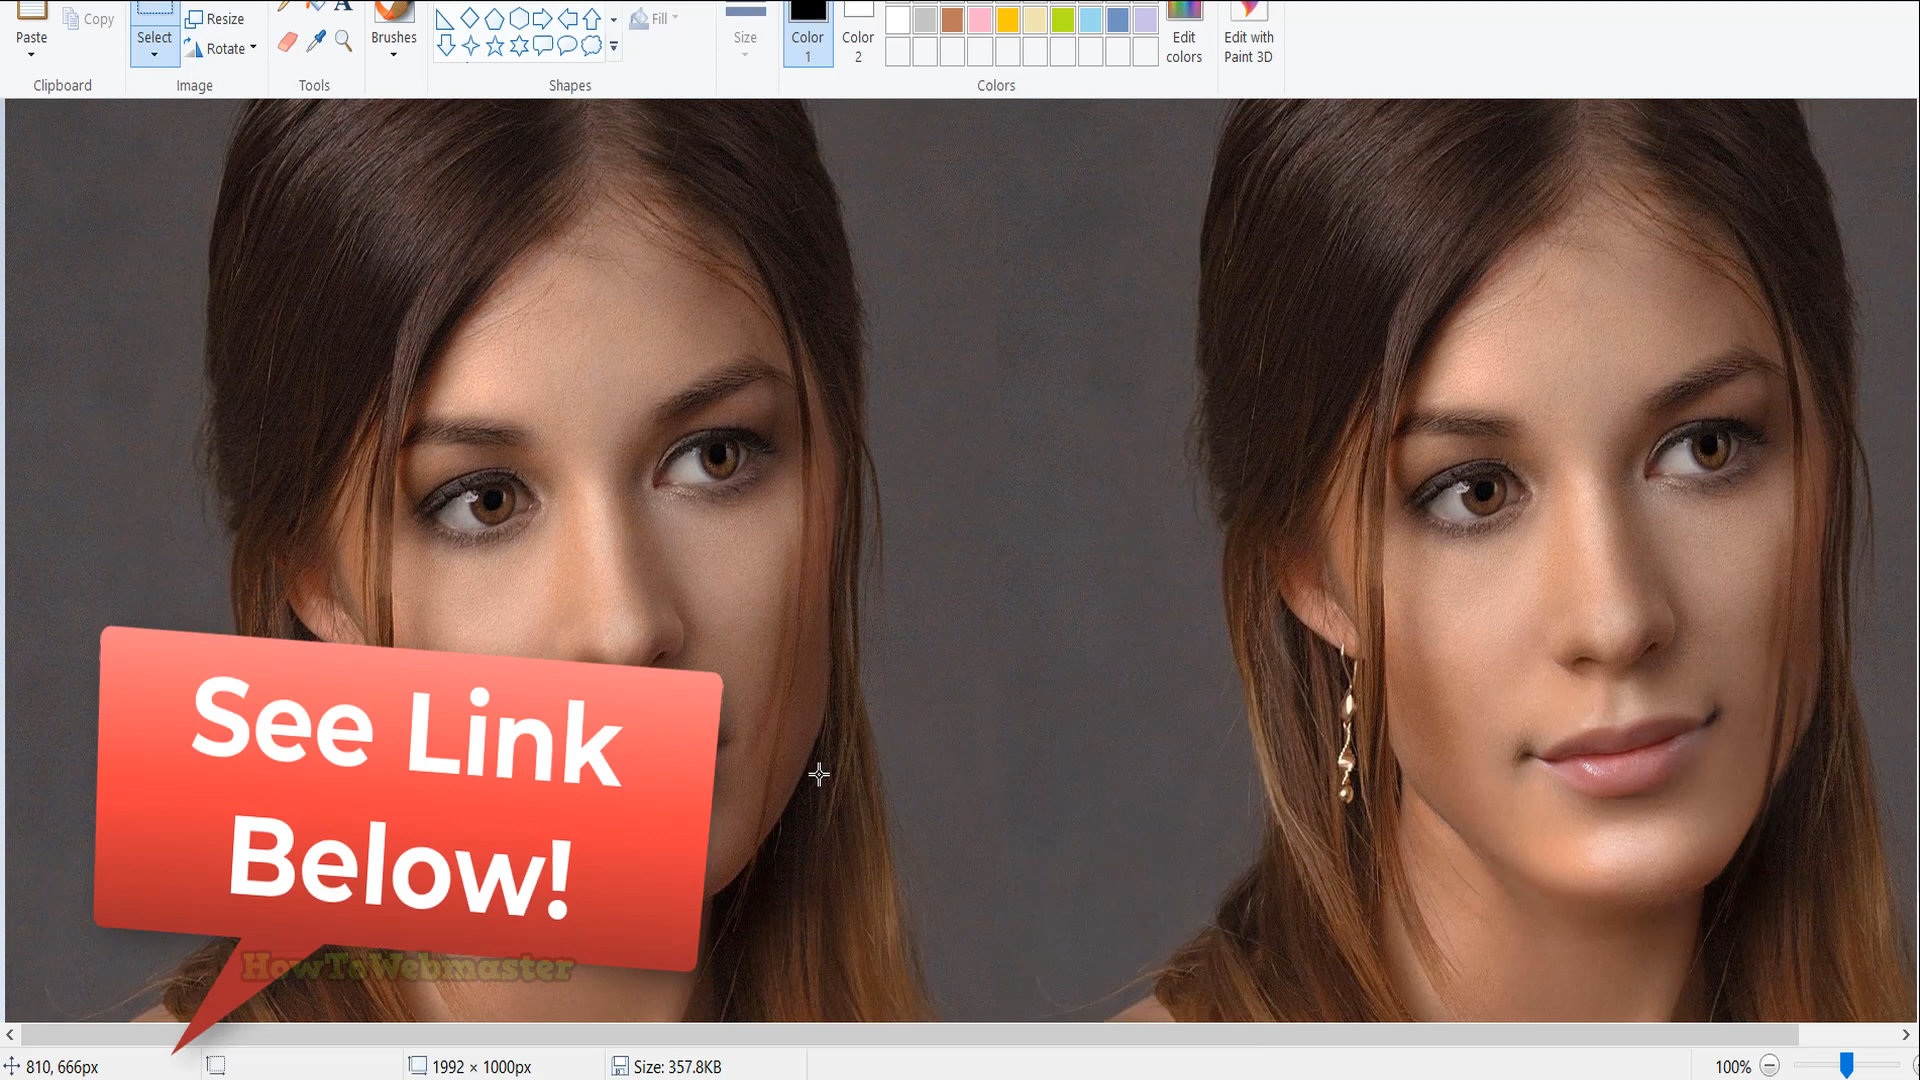 Paste
Copy
Clipboard
Select
Resize
Rotate
Image
A
Tools
Brushes
Shapes
Fill
Size
Color
1
Color
2
Colors
Edit
colors
Edit with
Paint 3D
See Link
Below!
HowToWebmaster
810, 666px
1992 × 1000px
Size: 357.8KB
100%